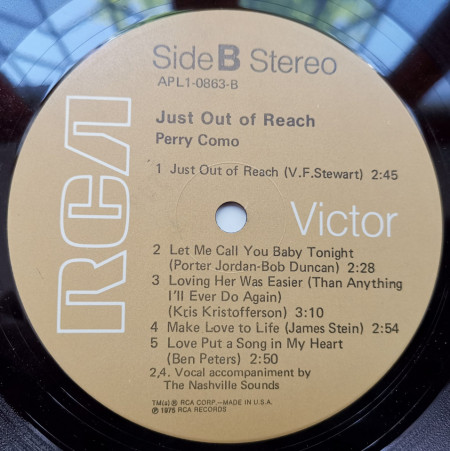 Side B Stereo
APL1-0863-B
RCA
Just Out of Reach
Perry Como
1 Just Out of Reach (V.F.Stewart) 2:45
Victor
2 Let Me Call You Baby Tonight
(Porter Jordan-Bob Duncan) 2:28
3 Loving Her Was Easier (Than Anything
I'll Ever Do Again)
(Kris Kristofferson) 3:10
4 Make Love to Life (James Stein) 2:54
5 Love Put a Song in My Heart
(Ben Peters) 2:50
2,4. Vocal accompaniment by
The Nashville Sounds
TM(s) ® RCA CORP.—MADE IN U.S.A.
℗ 1975 RCA RECORDS